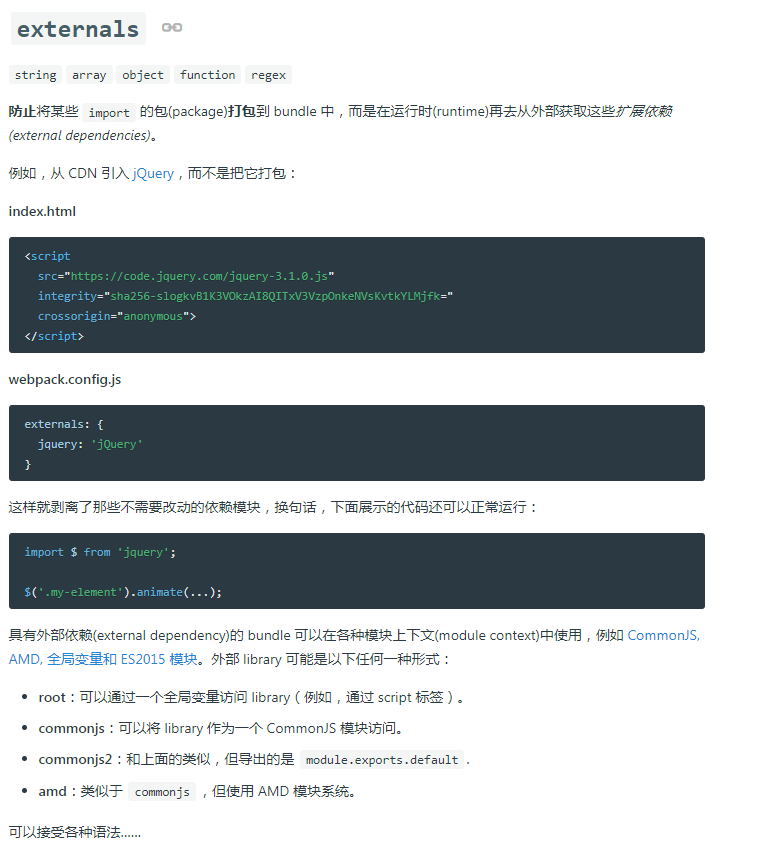 externals
string array object function regex
防止将某些 import 的包(package)打包到 bundle 中，而是在运行时(runtime)再去从外部获取这些扩展依赖
(external dependencies)。
例如，从 CDN 引入 jQuery，而不是把它打包：
index.html
<script
src="https://code.jquery.com/jquery-3.1.0.js"
integrity="sha256-slogkvB1K3VOkzAI8QITxV3VzpOnkeNVsKvtkYLMjfk="
crossorigin="anonymous">
</script>
webpack.config.js
externals: {
jquery: 'jQuery'
}
这样就剥离了那些不需要改动的依赖模块，换句话，下面展示的代码还可以正常运行：
import $ from 'jquery';
$('.my-element').animate(...);
具有外部依赖(external dependency)的 bundle 可以在各种模块上下文(module context)中使用，例如 CommonJS,
AMD, 全局变量和 ES2015 模块。外部 library 可能是以下任何一种形式：
root：可以通过一个全局变量访问 library（例如，通过 script 标签）。
commonjs：可以将 library 作为一个 CommonJS 模块访问。
commonjs2：和上面的类似，但导出的是 module.exports.default .
amd：类似于 commonjs ，但使用 AMD 模块系统。
可以接受各种语法……